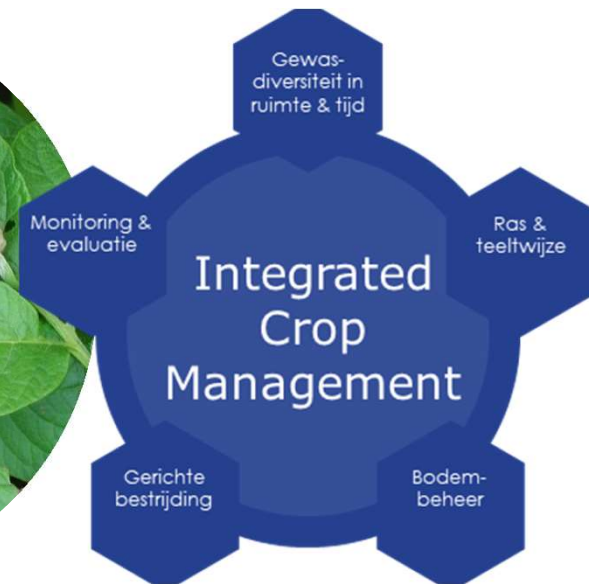 Gewas-
diversiteit in
ruimte & tijd
Monitoring &
evaluatie
Ras &
teeltwijze
Integrated
Crop
Management
Gerichte
bestrijding
Bodem-
beheer